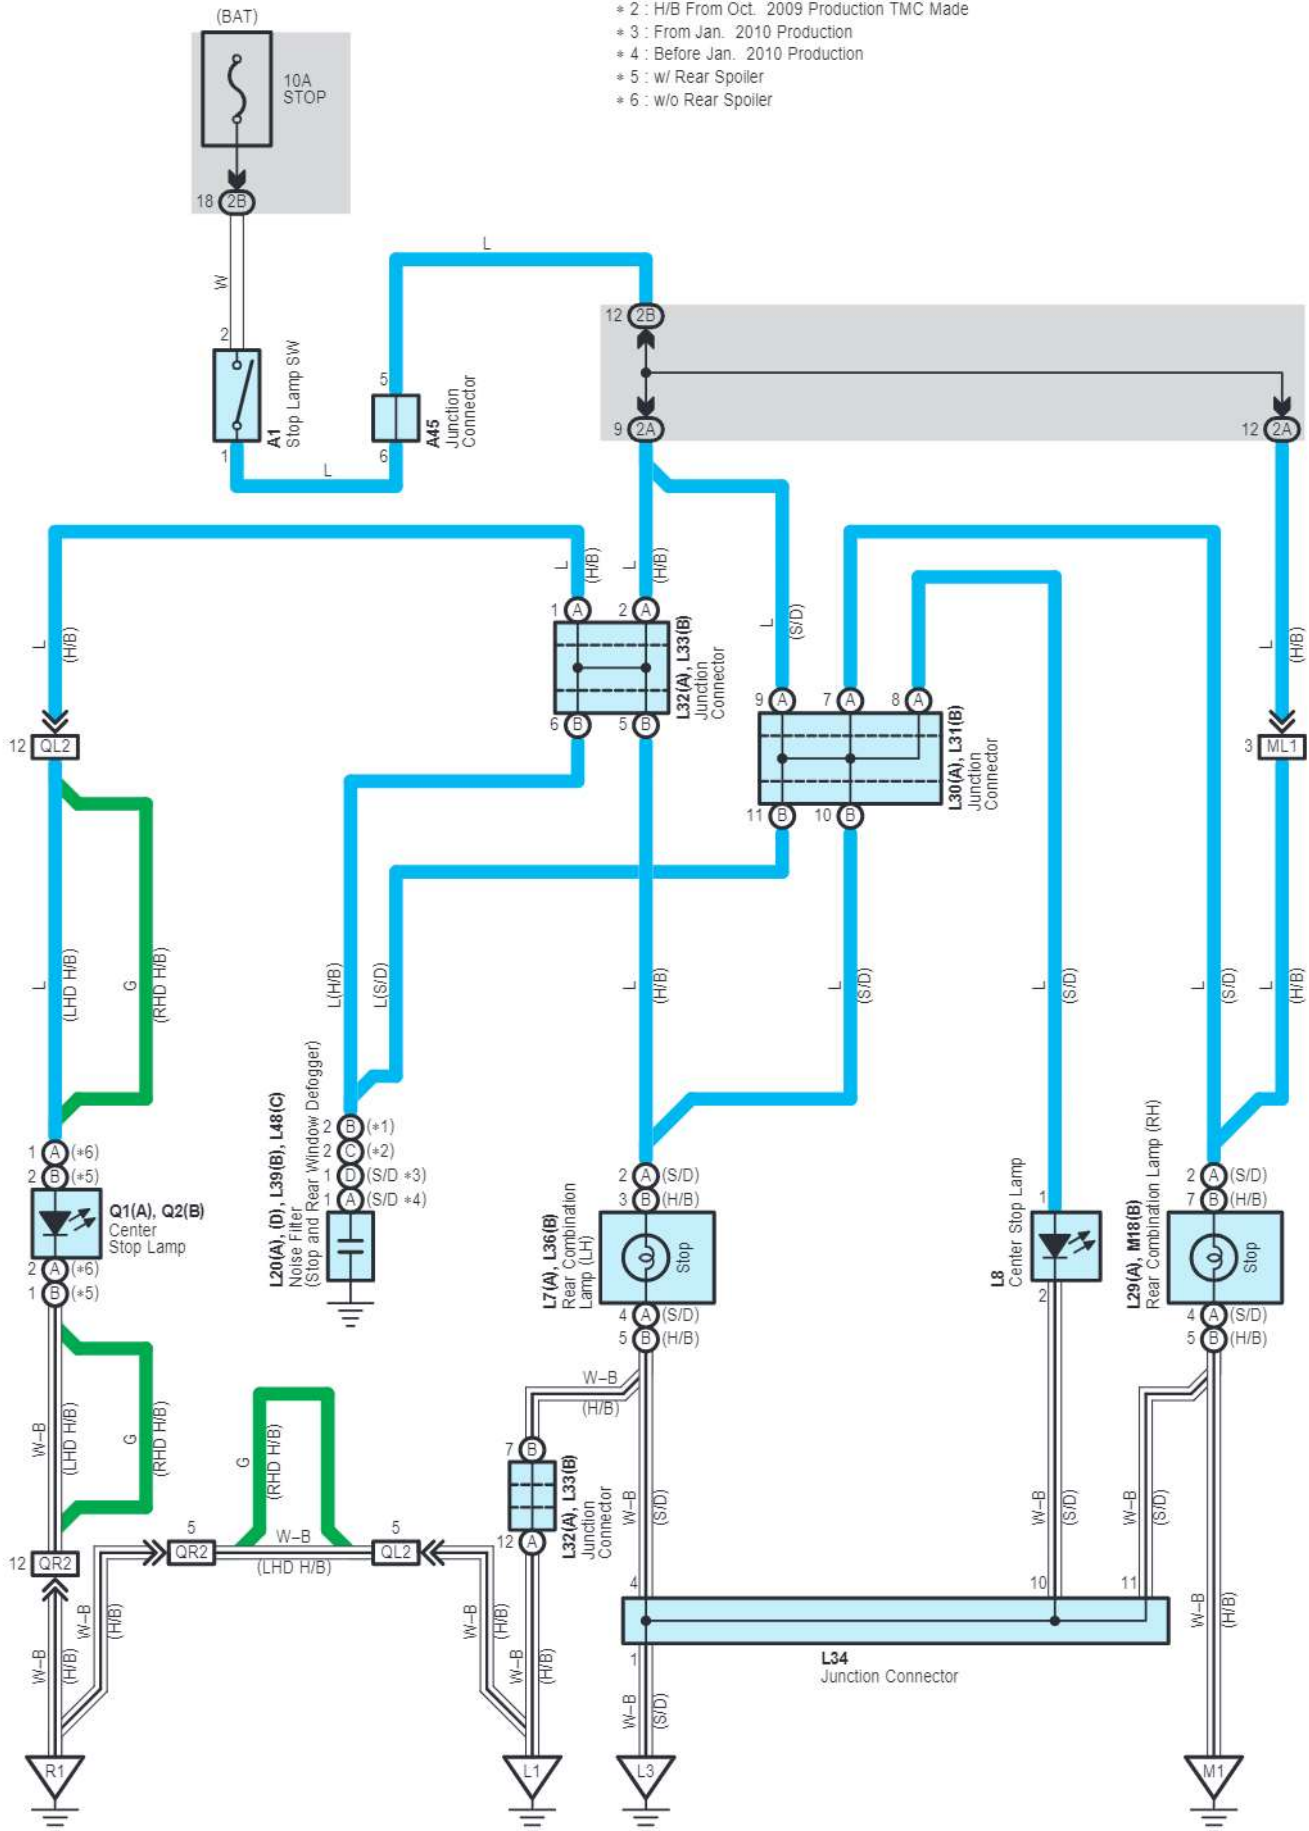 (BAT)
∗ 2 : H/B From Oct. 2009 Production TMC Made
∗ 3 : From Jan. 2010 Production
∗ 4 : Before Jan. 2010 Production
∗ 5 : w/ Rear Spoiler
∗ 6 : w/o Rear Spoiler
10A
STOP
18 2B
W
2
A1
Stop Lamp SW
1
L
5
A45
Junction
Connector
6
L
12 2B
9 2A
12 2A
L
(H/B)
L
(H/B)
L
(S/D)
L
(H/B)
L
(H/B)
1 A
2 A
L32(A), L33(B)
Junction
Connector
6 B
5 B
9 A
7 A
8 A
L30(A), L31(B)
Junction
Connector
11 B
10 B
12 QL2
3 ML1
L
(LHD H/B)
G
(RHD H/B)
L(H/B)
L(S/D)
L
(H/B)
L
(S/D)
L
(S/D)
L
(S/D)
L
(H/B)
1 A (∗6)
2 B (∗5)
Q1(A), Q2(B)
Center
Stop Lamp
2 A (∗6)
1 B (∗5)
2 B (∗1)
2 C (∗2)
1 D (S/D ∗3)
1 A (S/D ∗4)
L20(A), (D), L39(B), L48(C)
Noise Filter
(Stop and Rear Window Defogger)
2 A (S/D)
3 B (H/B)
L7(A), L36(B)
Rear Combination
Lamp (LH)
Stop
4 A (S/D)
5 B (H/B)
1
L8
Center Stop Lamp
2
2 A (S/D)
7 B (H/B)
L29(A), M18(B)
Rear Combination Lamp (RH)
Stop
4 A (S/D)
5 B (H/B)
W–B
(LHD H/B)
G
(RHD H/B)
G
(RHD H/B)
W–B
(H/B)
7 B
L32(A), L33(B)
Junction
Connector
12 A
W–B
(S/D)
W–B
(S/D)
W–B
(S/D)
12 QR2
5
QR2
W–B
(LHD H/B)
5
QL2
4
10
11
W–B
(H/B)
W–B
(H/B)
W–B
(H/B)
W–B
(H/B)
1
L34
Junction Connector
W–B
(S/D)
W–B
(H/B)
R1
L1
L3
M1